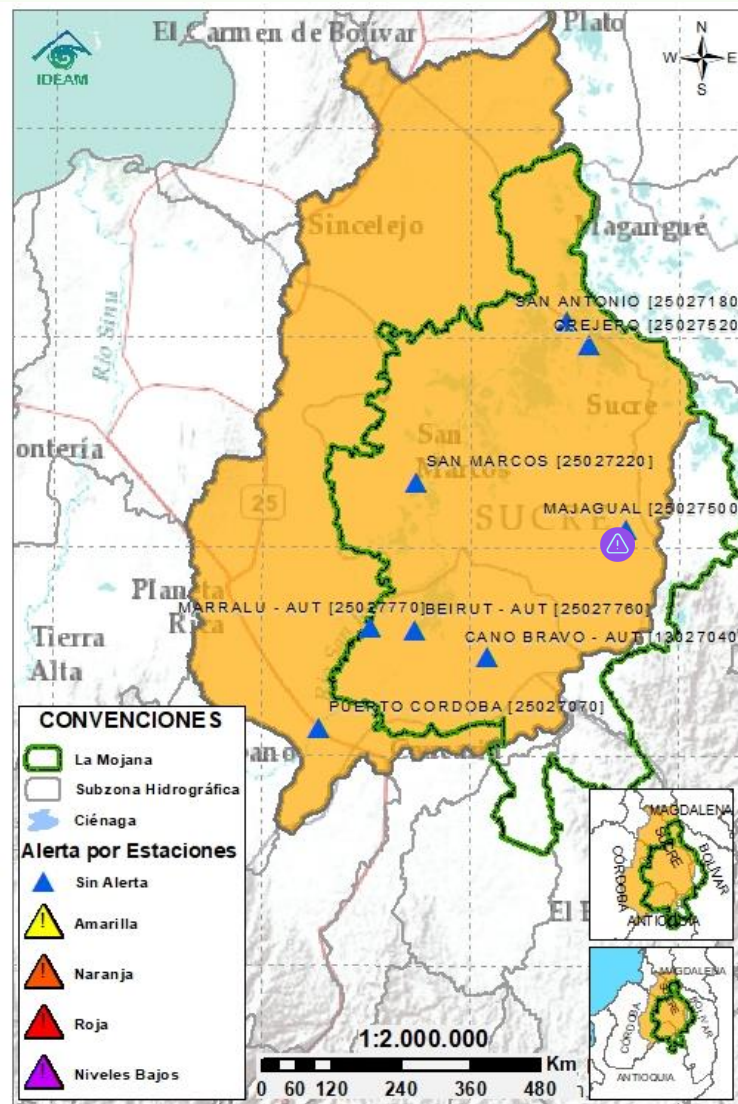 El Carmen de Bolívar
Plato
N
W
E
S
IDEAM
Sincelejo
Magangué
Río Sinú
SAN ANTONIO [25027180
CREJERO [25027520
Sucre
ontería
San
Marcos
SAN MARCOS [25027220]
25
MAJAGUAL [25027500
SUCRE
Planeta
Rica
MARRALU - AUT [25027770]
BEIRUT - AUT [25027760]
CANO BRAVO - AUT [13027040
Tierra
Alta
PUERTO CORDOBA [25027070]
CONVENCIONES
La Mojana
Subzona Hidrográfica
Ciénaga
Alerta por Estaciones
Sin Alerta
Amarilla
Naranja
Roja
Niveles Bajos
El B
1:2.000.000
Km
0 60 120 240 360 480
MAGDALENA
SUCRE
BOLÍVAR
CÓRDOBA
ANTIOQUIA
MAGDALENA
BOLÍVAR
CÓRDOBA
ANTIOQUIA